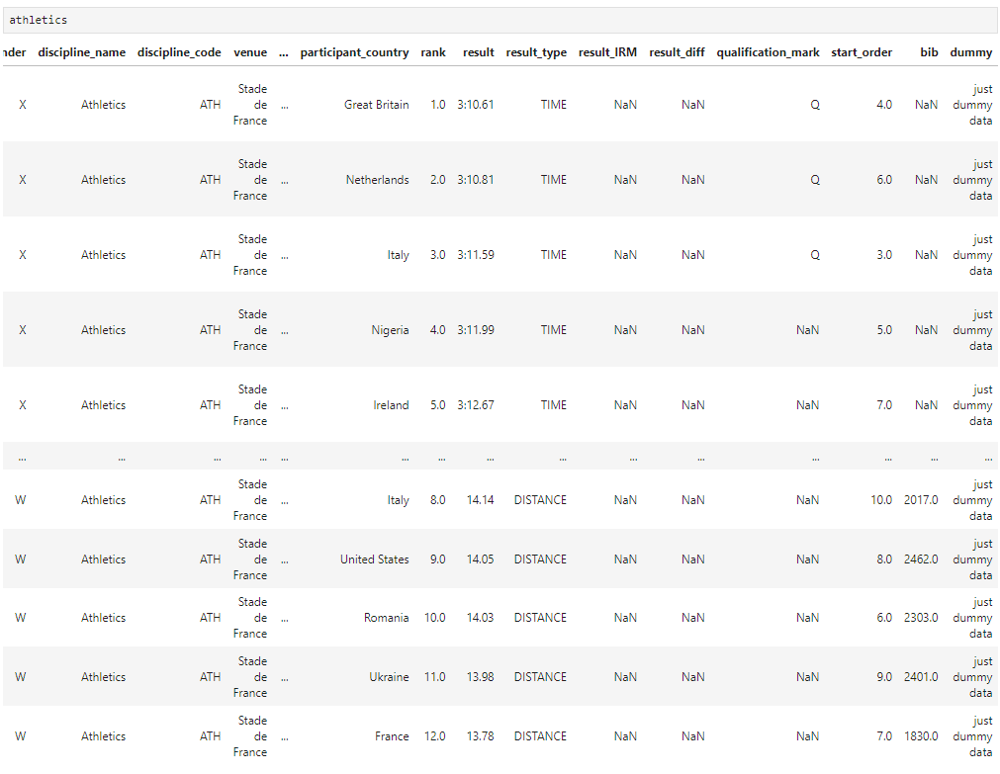 athletics
nder discipline_name discipline_code venue ... participant_country rank result result_type result_IRM result_diff qualification_mark start_order bib dummy
X Athletics ATH Stade de France ... Great Britain 1.0 3:10.61 TIME NaN NaN Q 4.0 NaN just dummy data
X Athletics ATH Stade de France ... Netherlands 2.0 3:10.81 TIME NaN NaN Q 6.0 NaN just dummy data
X Athletics ATH Stade de France ... Italy 3.0 3:11.59 TIME NaN NaN Q 3.0 NaN just dummy data
X Athletics ATH Stade de France ... Nigeria 4.0 3:11.99 TIME NaN NaN NaN 5.0 NaN just dummy data
X Athletics ATH Stade de France ... Ireland 5.0 3:12.67 TIME NaN NaN NaN 7.0 NaN just dummy data
... ... ... ... ... ... ... ... ... ... ... ... ... ... ...
W Athletics ATH Stade de France ... Italy 8.0 14.14 DISTANCE NaN NaN NaN 10.0 2017.0 just dummy data
W Athletics ATH Stade de France ... United States 9.0 14.05 DISTANCE NaN NaN NaN 8.0 2462.0 just dummy data
W Athletics ATH Stade de France ... Romania 10.0 14.03 DISTANCE NaN NaN NaN 6.0 2303.0 just dummy data
W Athletics ATH Stade de France ... Ukraine 11.0 13.98 DISTANCE NaN NaN NaN 9.0 2401.0 just dummy data
W Athletics ATH Stade de France ... France 12.0 13.78 DISTANCE NaN NaN NaN 7.0 1830.0 just dummy data